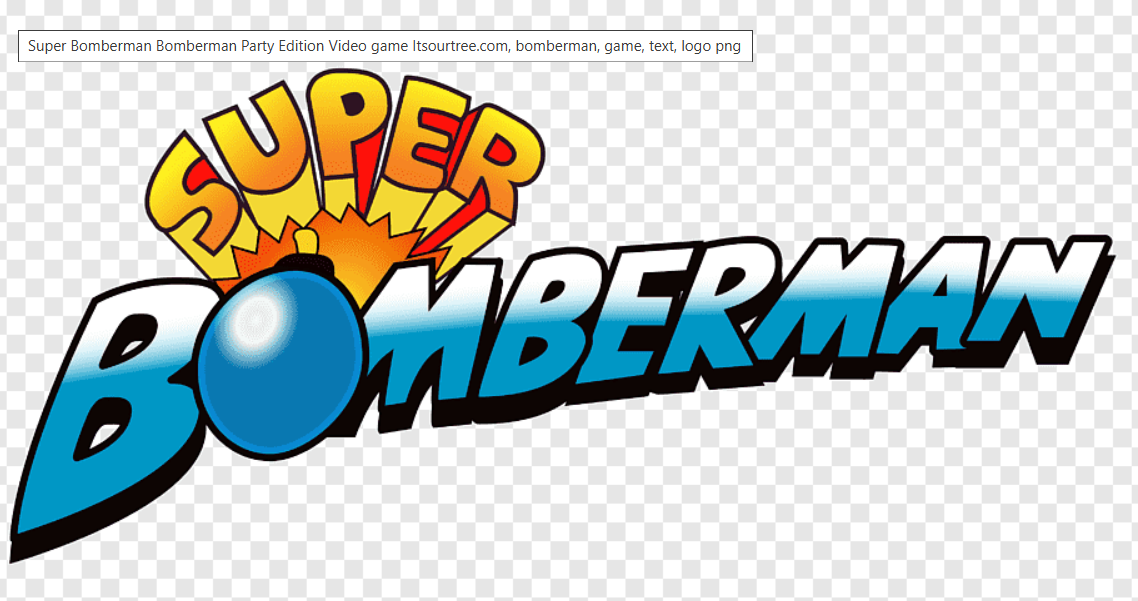 Super Bomberman Bomberman Party Edition Video game Itsourtree.com, bomberman, game, text, logo png
SUPER
BOMBERMAN